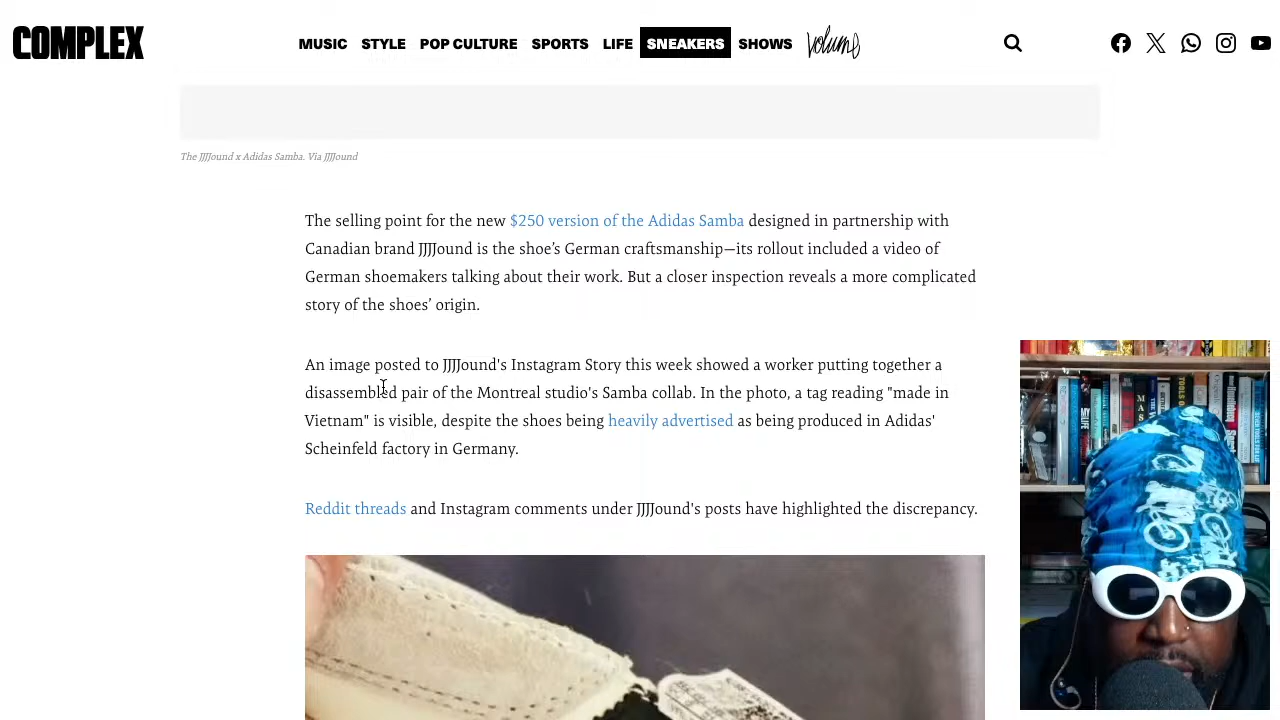 COMPLEX
MUSIC STYLE POP CULTURE SPORTS LIFE SNEAKERS SHOWS Volume
The JJJJound x Adidas Samba. Via JJJJound
The selling point for the new $250 version of the Adidas Samba designed in partnership with
Canadian brand JJJJound is the shoe’s German craftsmanship—its rollout included a video of
German shoemakers talking about their work. But a closer inspection reveals a more complicated
story of the shoes’ origin.
An image posted to JJJJound's Instagram Story this week showed a worker putting together a
disassembled pair of the Montreal studio's Samba collab. In the photo, a tag reading "made in
Vietnam" is visible, despite the shoes being heavily advertised as being produced in Adidas'
Scheinfeld factory in Germany.
Reddit threads and Instagram comments under JJJJound's posts have highlighted the discrepancy.